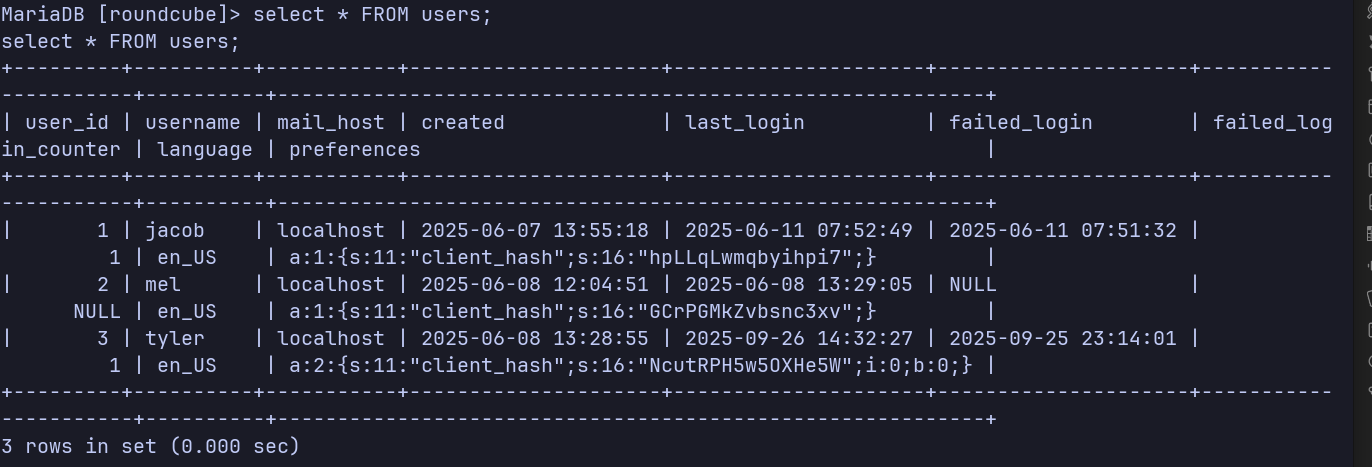 MariaDB [roundcube]> select * FROM users;
select * FROM users;
+---------+----------+-----------+---------------------+---------------------+---------------------+-----------
-----------+----------+-----------------------------------------------------------+
| user_id | username | mail_host | created             | last_login          | failed_login        | failed_log
in_counter | language | preferences                                               |
+---------+----------+-----------+---------------------+---------------------+---------------------+-----------
-----------+----------+-----------------------------------------------------------+
|       1 | jacob    | localhost | 2025-06-07 13:55:18 | 2025-06-11 07:52:49 | 2025-06-11 07:51:32 |
         1 | en_US    | a:1:{s:11:"client_hash";s:16:"hpLLqLwmqbyihpi7";}         |
|       2 | mel      | localhost | 2025-06-08 12:04:51 | 2025-06-08 13:29:05 | NULL                |
      NULL | en_US    | a:1:{s:11:"client_hash";s:16:"GCrPGMkZvbsnc3xv";}         |
|       3 | tyler    | localhost | 2025-06-08 13:28:55 | 2025-09-26 14:32:27 | 2025-09-25 23:14:01 |
         1 | en_US    | a:2:{s:11:"client_hash";s:16:"NcutRPH5w5OXHe5W";i:0;b:0;} |
+---------+----------+-----------+---------------------+---------------------+---------------------+-----------
-----------+----------+-----------------------------------------------------------+
3 rows in set (0.000 sec)